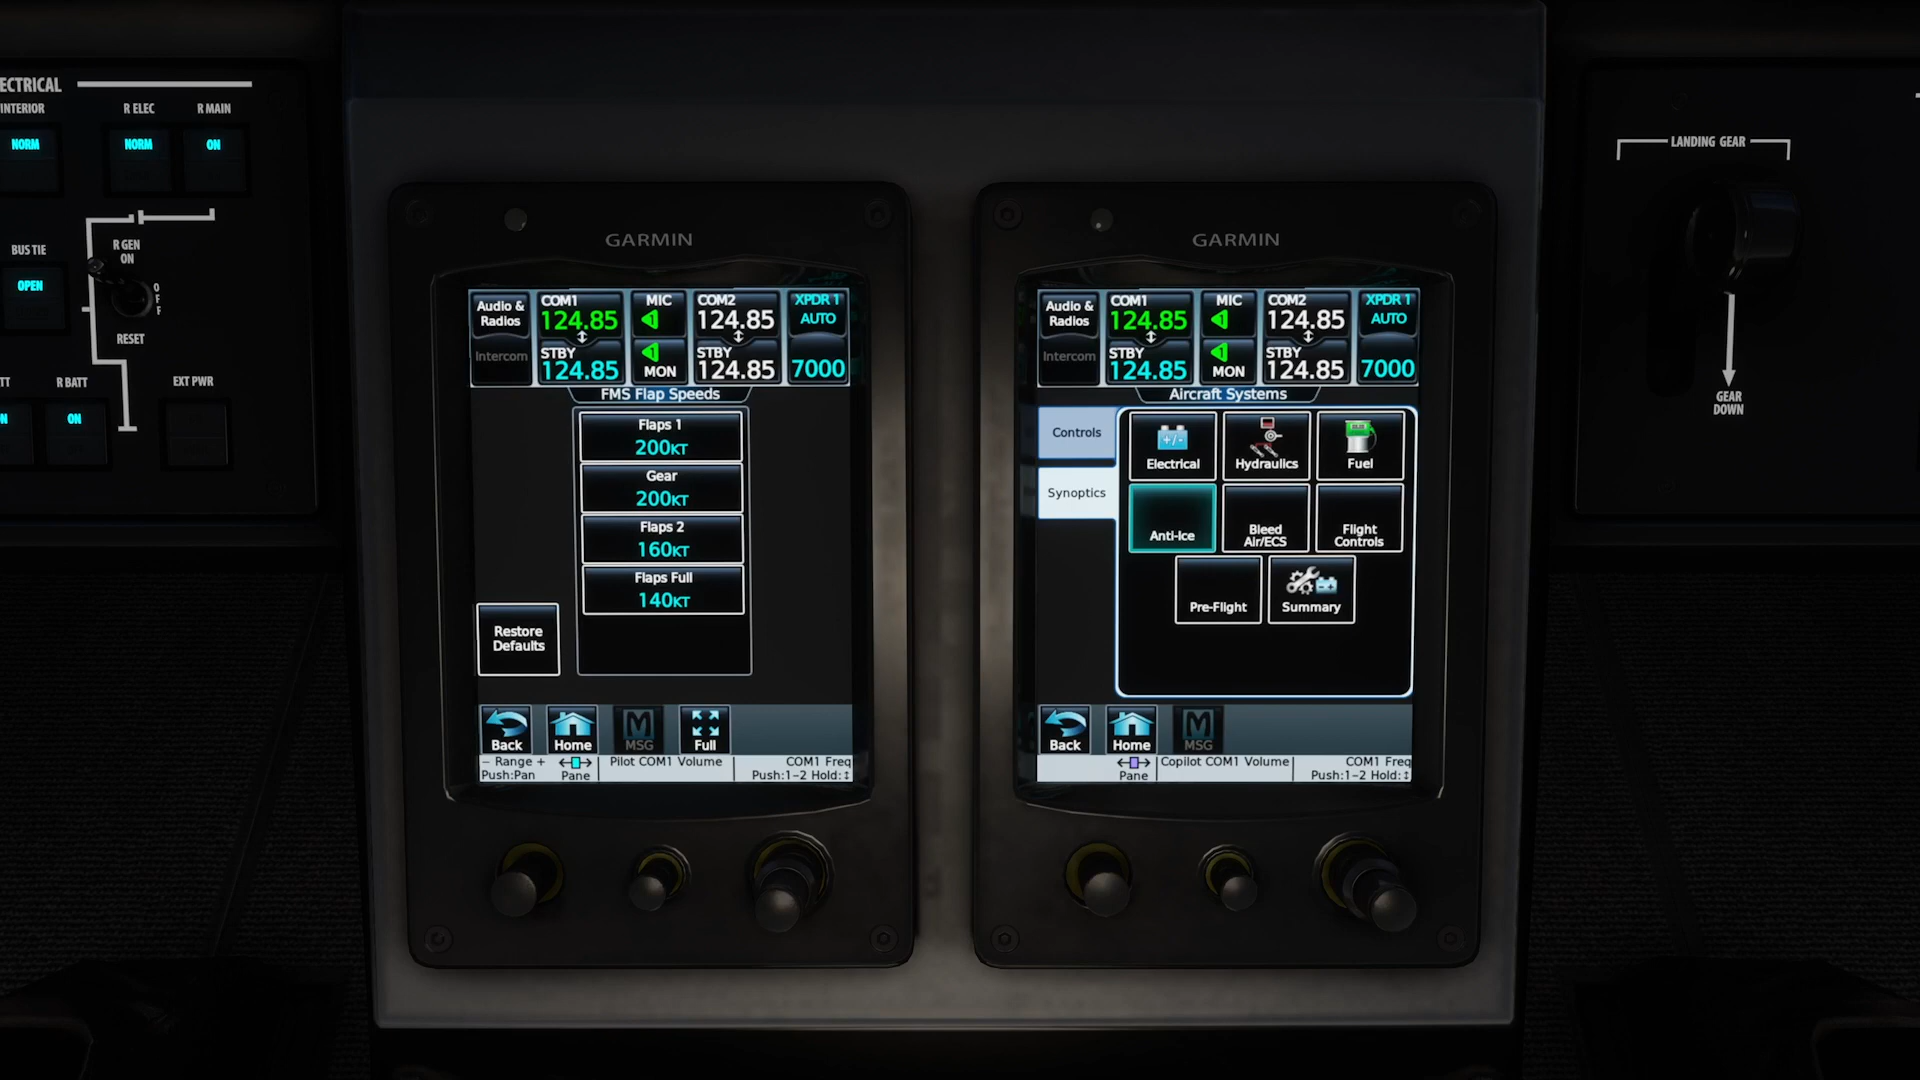 ECTRICAL
INTERIOR
R ELEC
R MAIN
NORM
NORM
ON
BUS TIE
R GEN
ON
OPEN
O
F
F
RESET
TT
R BATT
EXT PWR
N
ON
GARMIN
Audio &
Radios
Intercom
COM1
124.85
STBY
124.85
MIC
1
1
MON
COM2
124.85
STBY
124.85
XPDR 1
AUTO
7000
FMS Flap Speeds
Flaps 1
200KT
Gear
200KT
Flaps 2
160KT
Flaps Full
140KT
Restore
Defaults
Back
Home
MSG
Full
− Range +
Push:Pan
Pane
Pilot COM1 Volume
COM1 Freq
Push:1–2 Hold:↕
GARMIN
Audio &
Radios
Intercom
COM1
124.85
STBY
124.85
MIC
1
1
MON
COM2
124.85
STBY
124.85
XPDR 1
AUTO
7000
Aircraft Systems
Controls
Synoptics
Electrical
Hydraulics
Fuel
Anti-Ice
Bleed
Air/ECS
Flight
Controls
Pre-Flight
Summary
Back
Home
MSG
Pane
Copilot COM1 Volume
COM1 Freq
Push:1–2 Hold:↕
LANDING GEAR
GEAR
DOWN